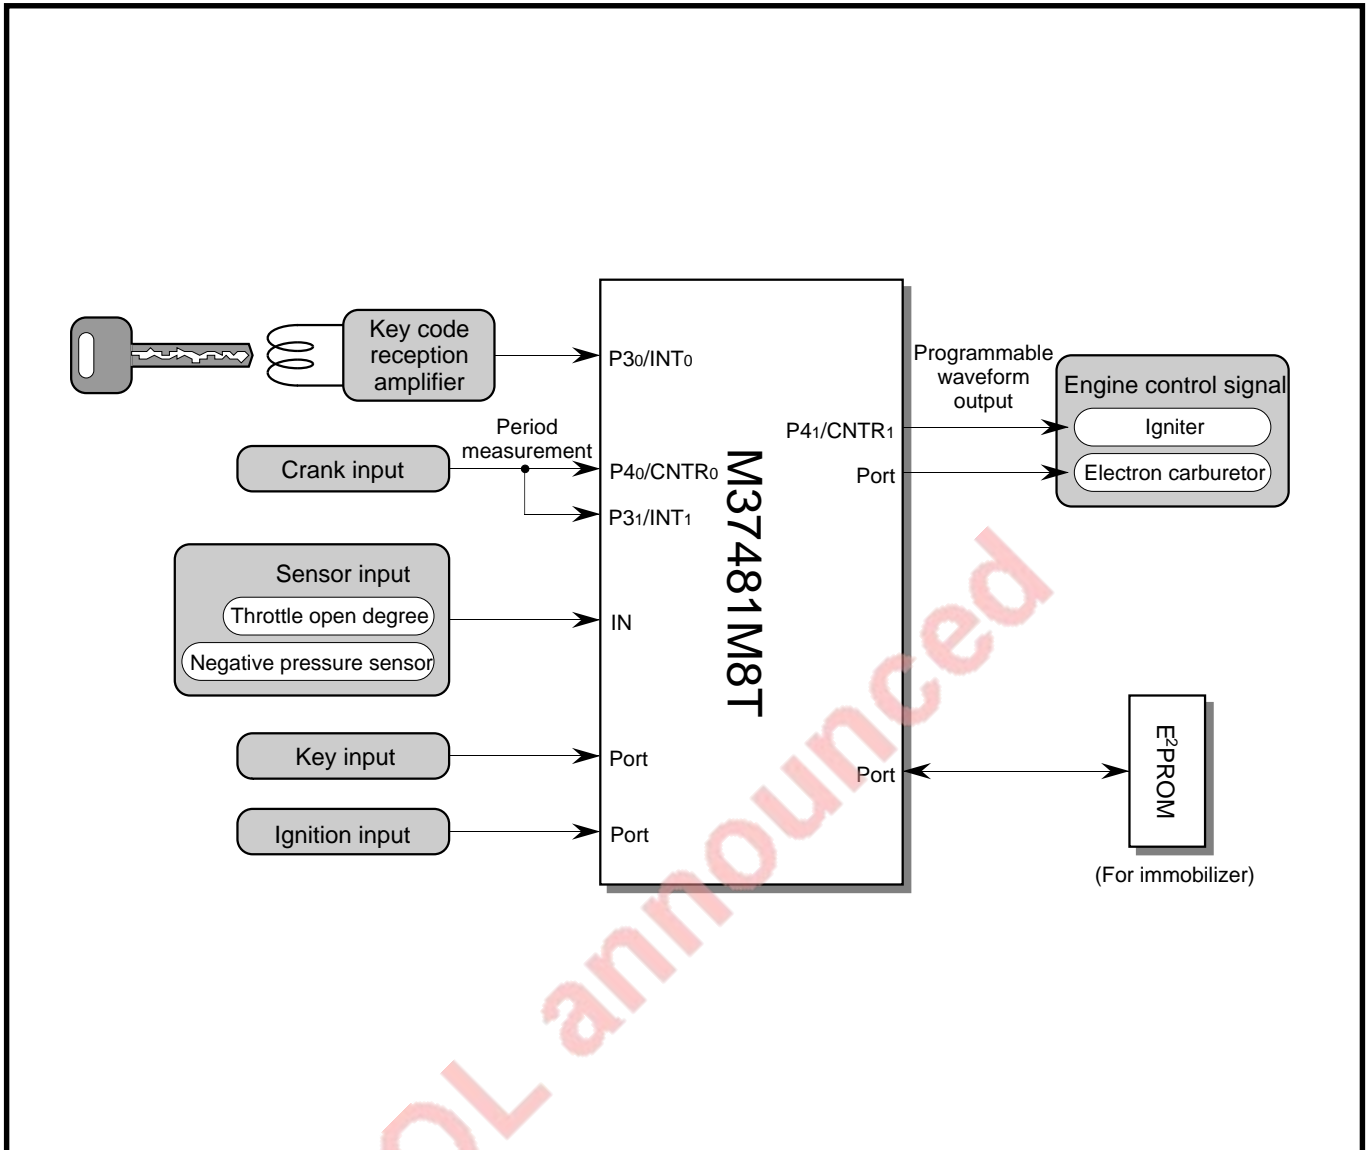 Key code
reception
amplifier
P30/INT0
Period
measurement
Crank input
P40/CNTR0
P31/INT1
Sensor input
Throttle open degree
Negative pressure sensor
IN
Key input
Port
Ignition input
Port
M37481M8T
Programmable
waveform
output
P41/CNTR1
Port
Engine control signal
Igniter
Electron carburetor
Port
E²PROM
(For immobilizer)
OL announced